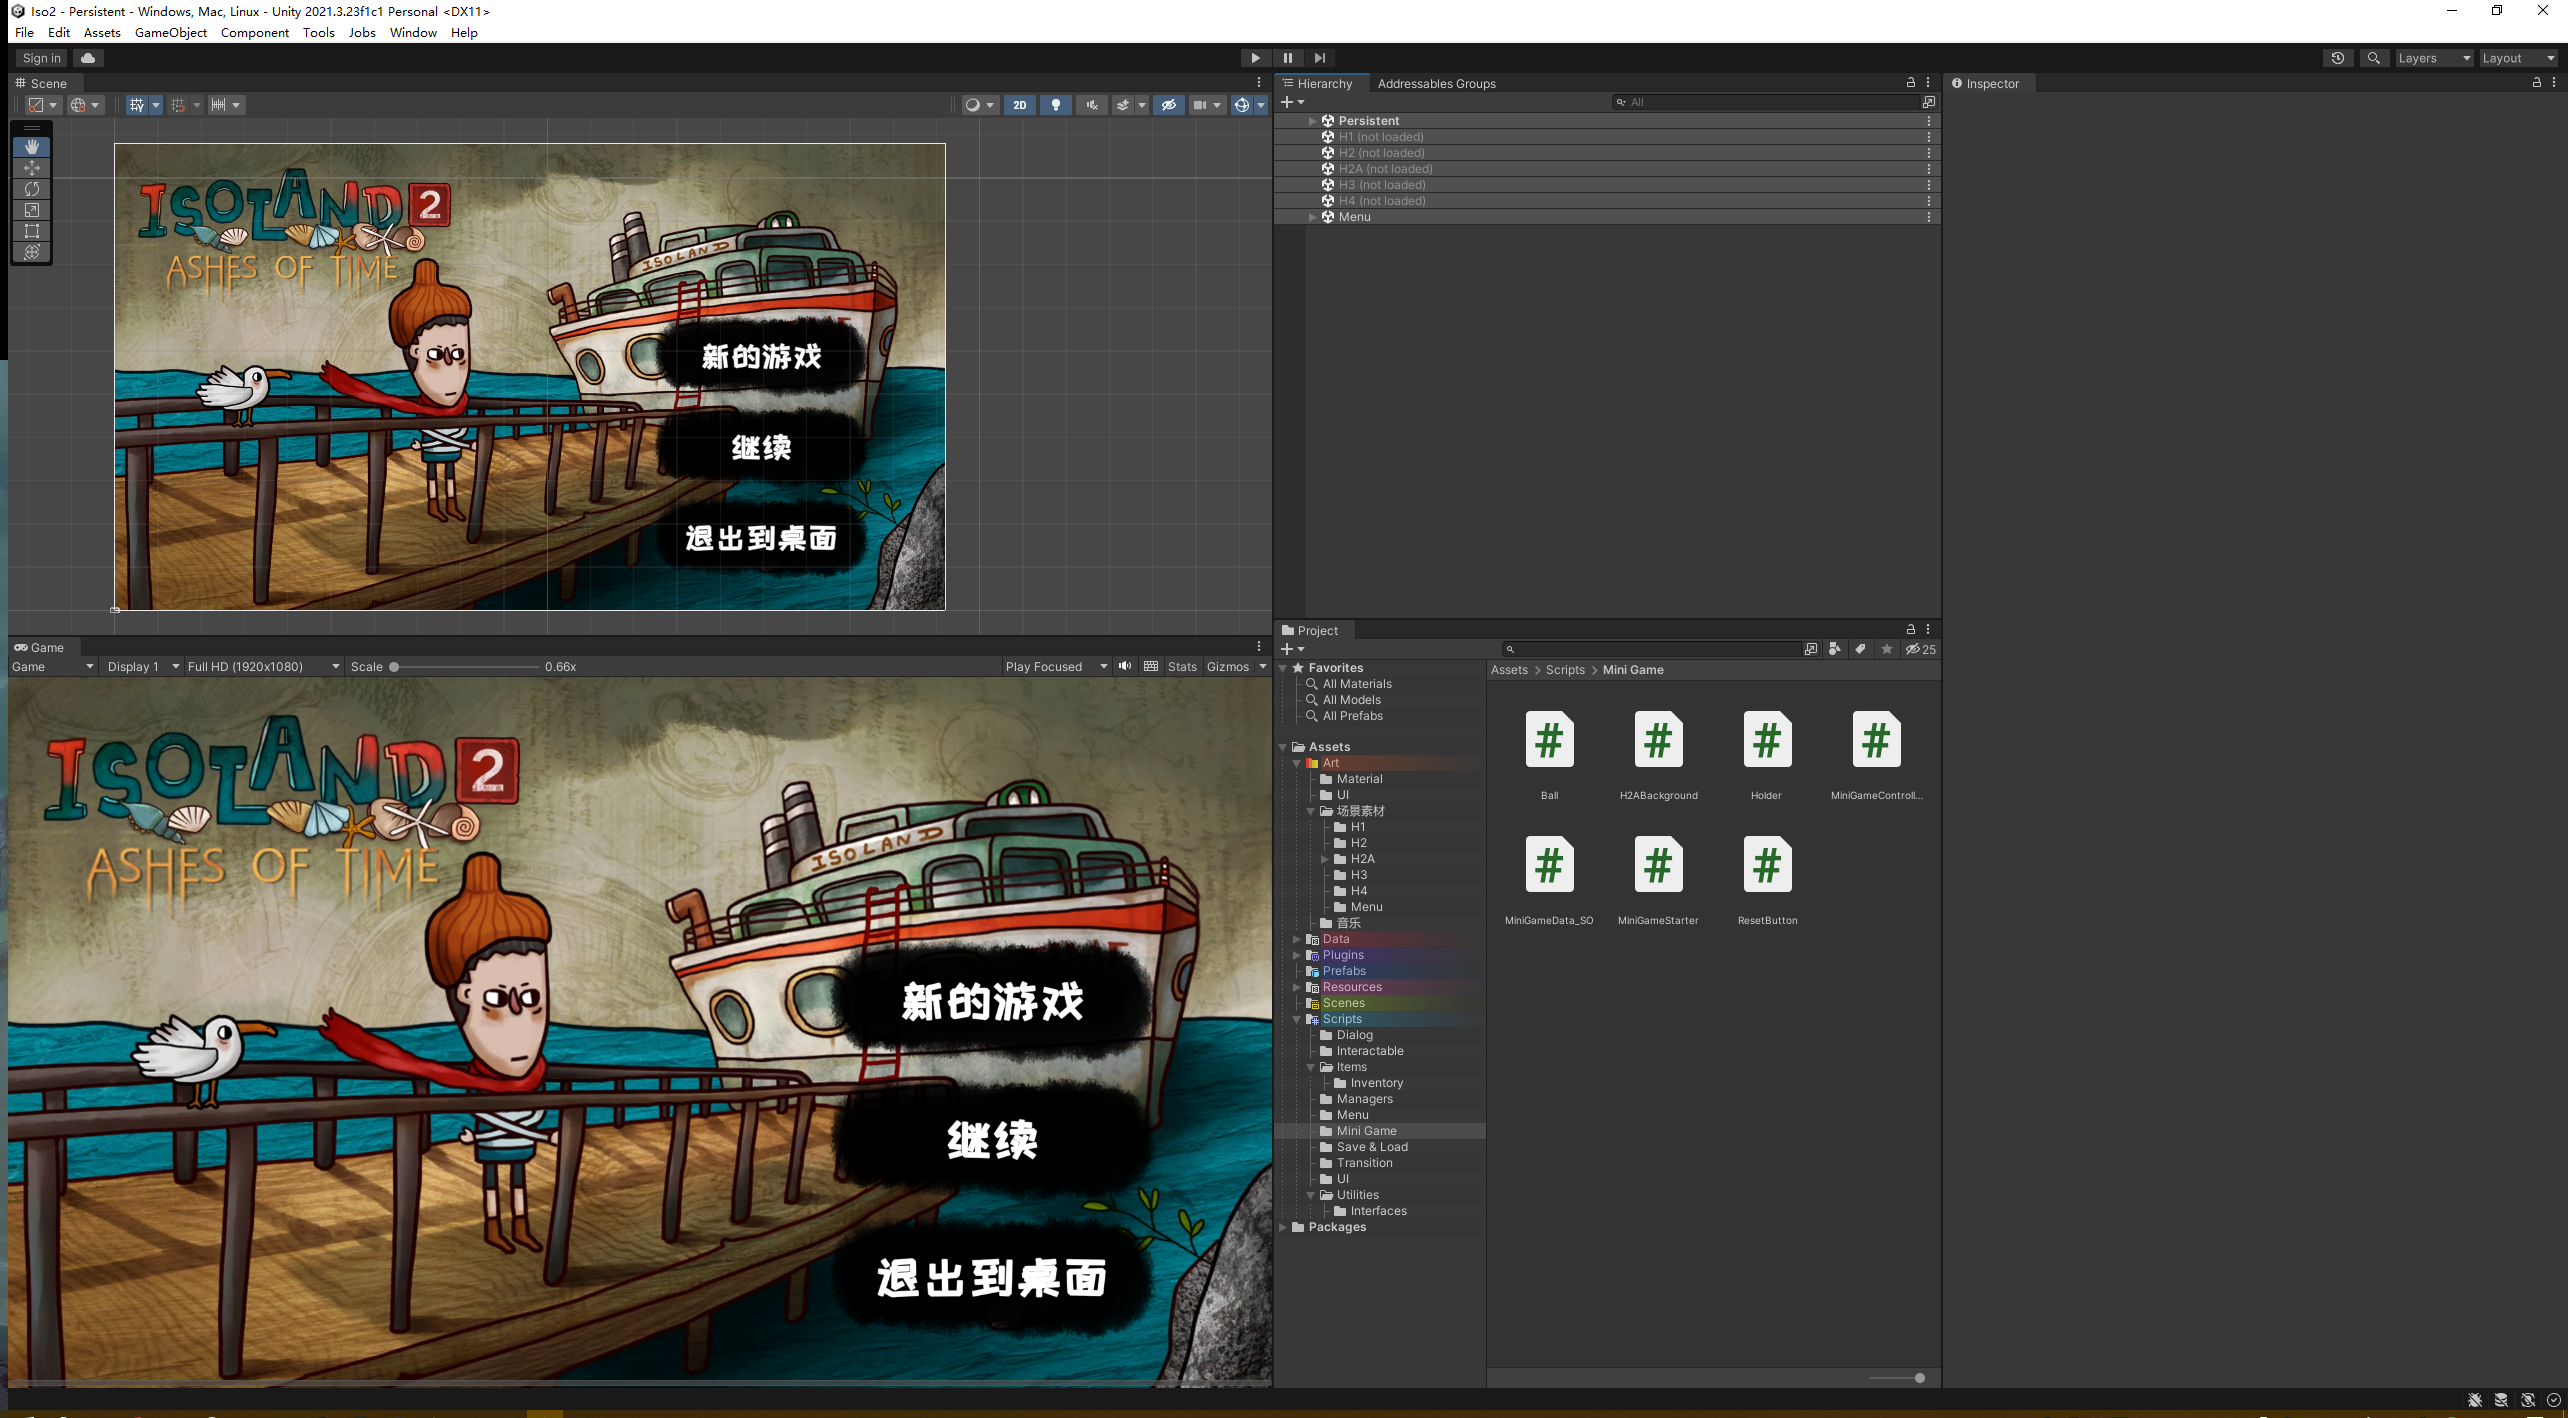 Iso2 - Persistent - Windows, Mac, Linux - Unity 2021.3.23f1c1 Personal <DX11>
File Edit Assets GameObject Component Tools Jobs Window Help
Sign in
Layers
Layout
Scene
2D
ISOLAND 2
ASHES OF TIME
ISOLAND
新的游戏
继续
退出到桌面
Hierarchy
Addressables Groups
All
Persistent
H1 (not loaded)
H2 (not loaded)
H2A (not loaded)
H3 (not loaded)
H4 (not loaded)
Menu
Inspector
Game
Game Display 1 Full HD (1920x1080) Scale 0.66x Play Focused Stats Gizmos
ISOLAND 2
ASHES OF TIME
ISOLAND
新的游戏
继续
退出到桌面
Project
25
Favorites
All Materials
All Models
All Prefabs
Assets
Art
Material
UI
场景素材
H1
H2
H2A
H3
H4
Menu
音乐
Data
Plugins
Prefabs
Resources
Scenes
Scripts
Dialog
Interactable
Items
Inventory
Managers
Menu
Mini Game
Save & Load
Transition
UI
Utilities
Interfaces
Packages
Assets > Scripts > Mini Game
Ball
H2ABackground
Holder
MiniGameControll...
MiniGameData_SO
MiniGameStarter
ResetButton